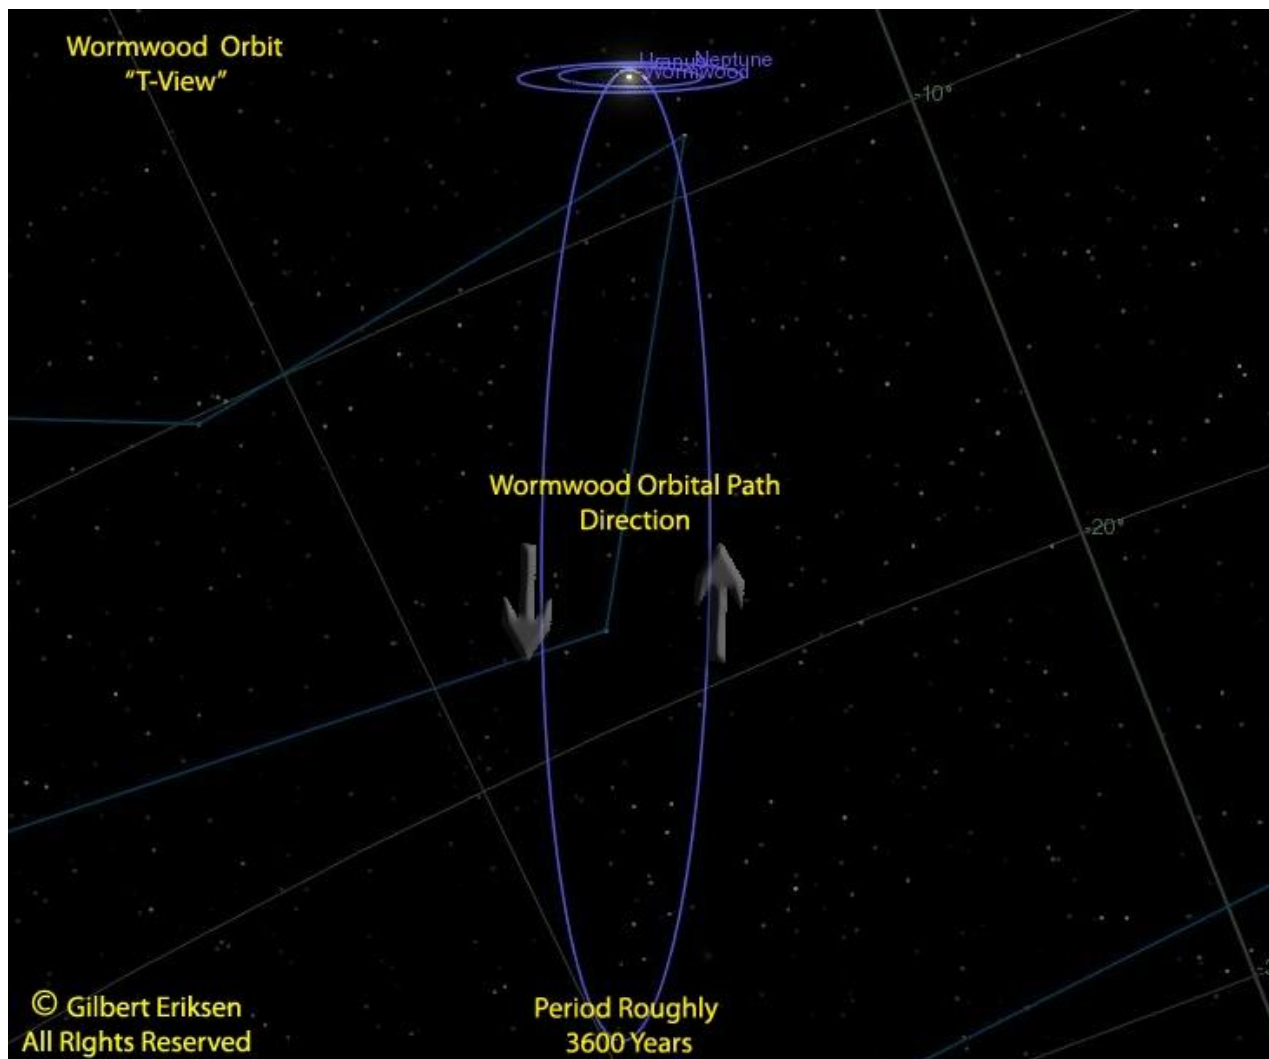 Wormwood Orbit
"T-View"
Uranus Neptune
Wormwood
-10°
Wormwood Orbital Path
Direction
-20°
© Gilbert Eriksen
All RIghts Reserved
Period Roughly
3600 Years